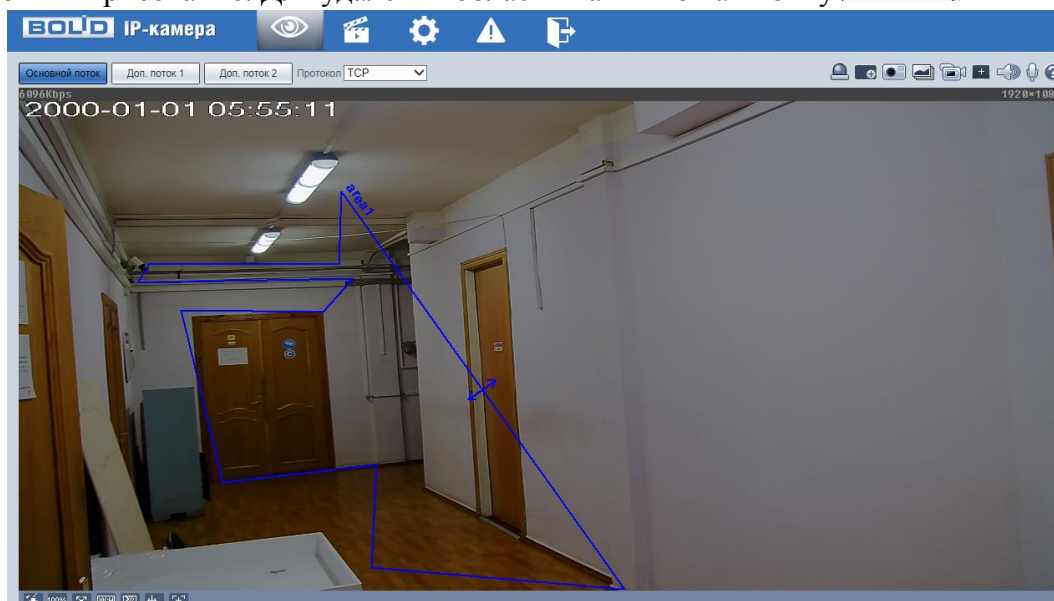 BOLID IP-камера
Основной поток Доп. поток 1 Доп. поток 2 Протокол TCP
6096Kbps 1920×108
2000-01-01 05:55:11
area1
100%